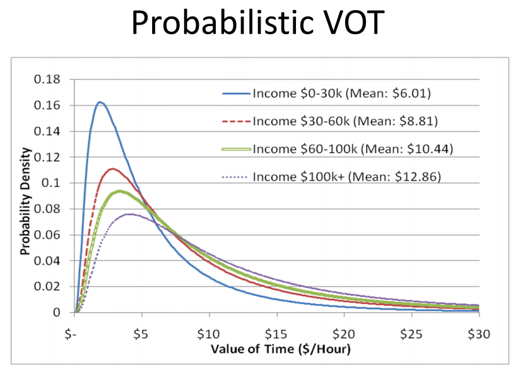 Probabilistic VOT
0.18
0.16
0.14
0.12
0.1
0.08
0.06
0.04
0.02
0
Probability Density
Income $0-30k (Mean: $6.01)
Income $30-60k (Mean: $8.81)
Income $60-100k (Mean: $10.44)
Income $100k+ (Mean: $12.86)
$- $5 $10 $15 $20 $25 $30
Value of Time ($/Hour)